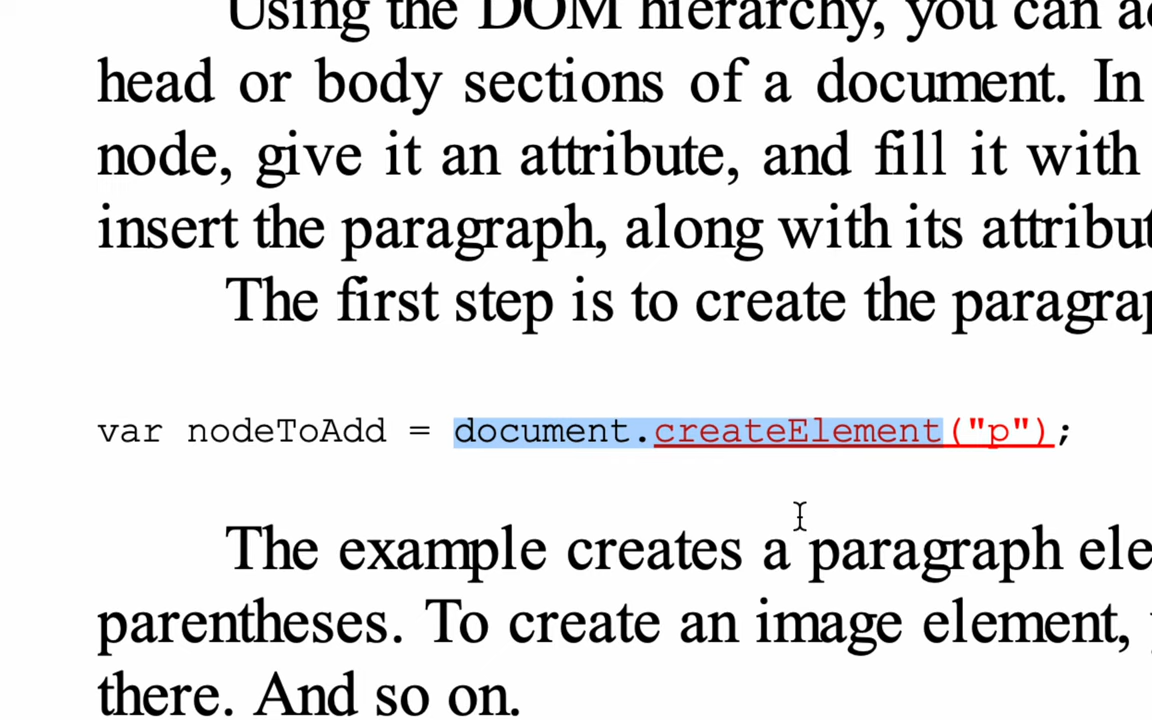 Using the DOM hierarchy, you can
head or body sections of a document. In
node, give it an attribute, and fill it with
insert the paragraph, along with its
The first step is to create the
var nodeToAdd = document.createElement("p");
The example creates a paragraph
parentheses. To create an image element,
there. And so on.